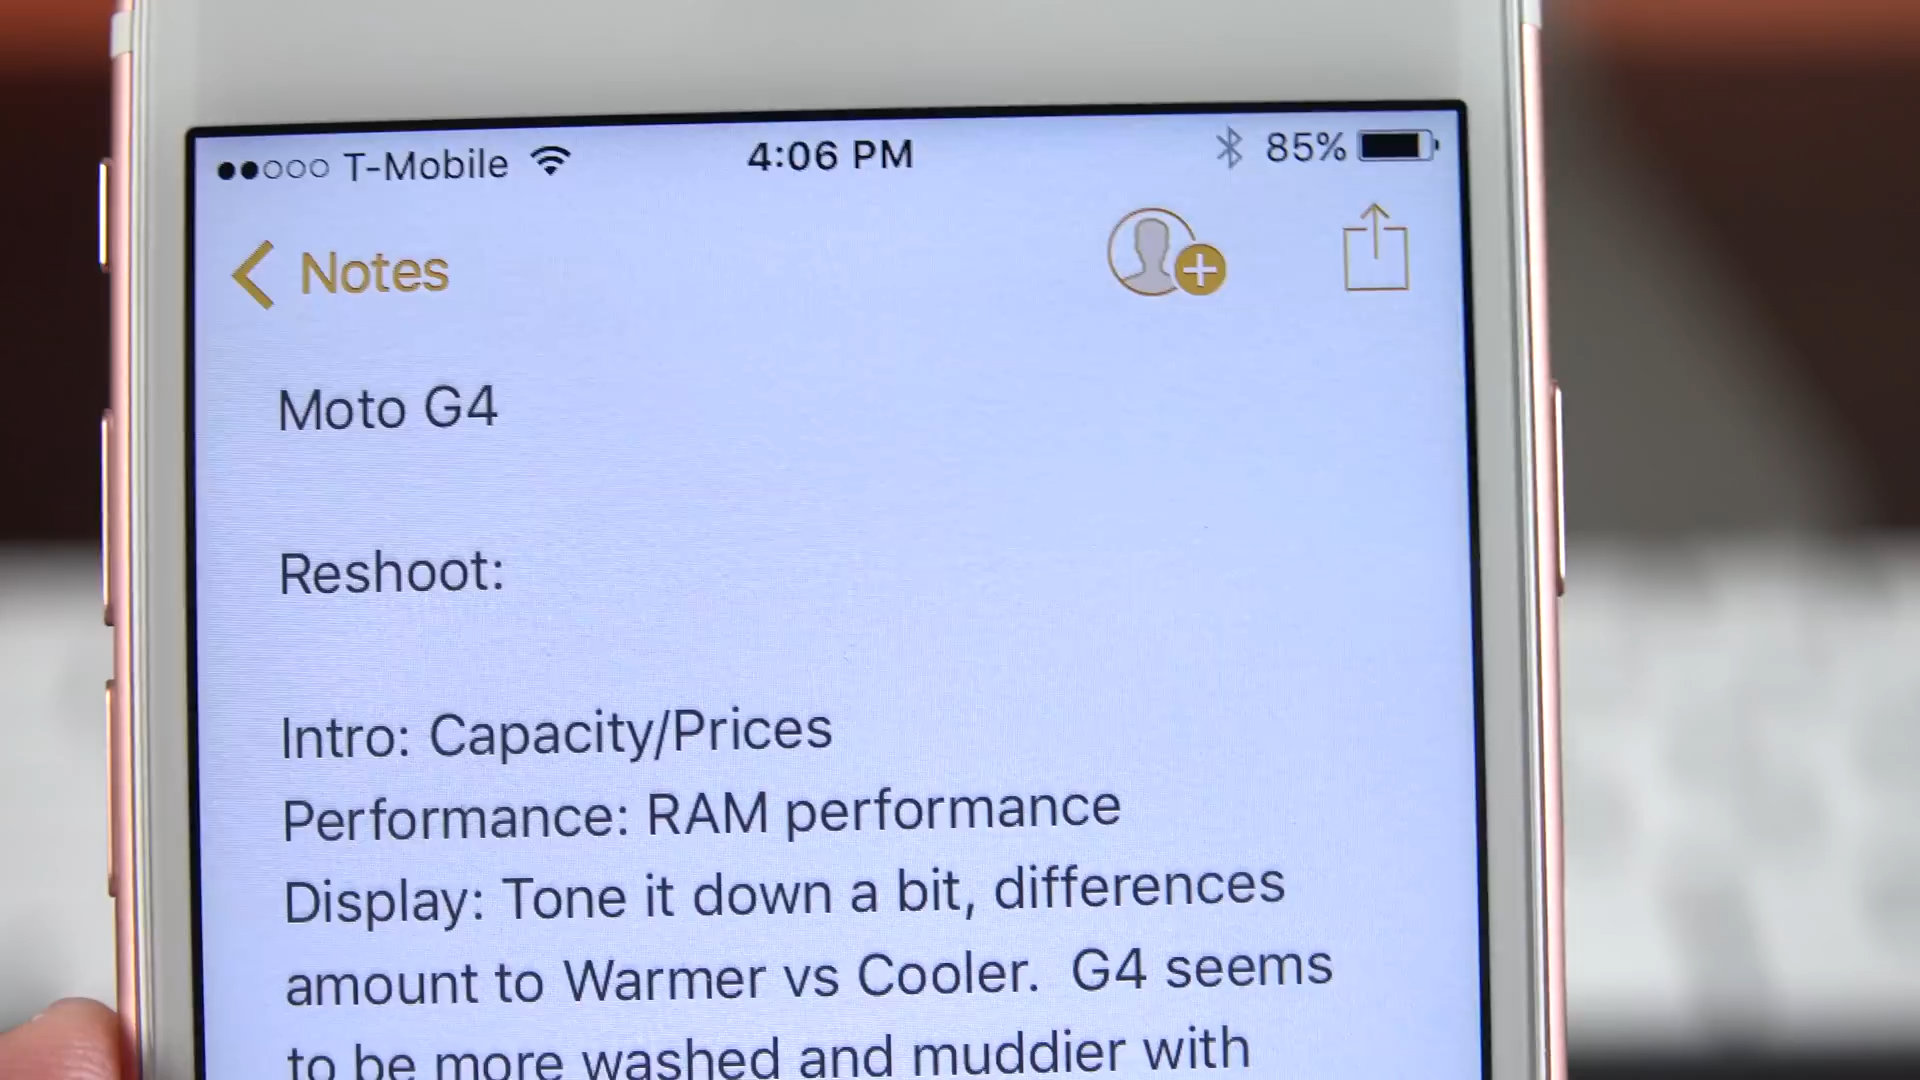 T-Mobile 4:06 PM 85%
Notes
Moto G4
Reshoot:
Intro: Capacity/Prices
Performance: RAM performance
Display: Tone it down a bit, differences
amount to Warmer vs Cooler. G4 seems
to be more washed and muddier with